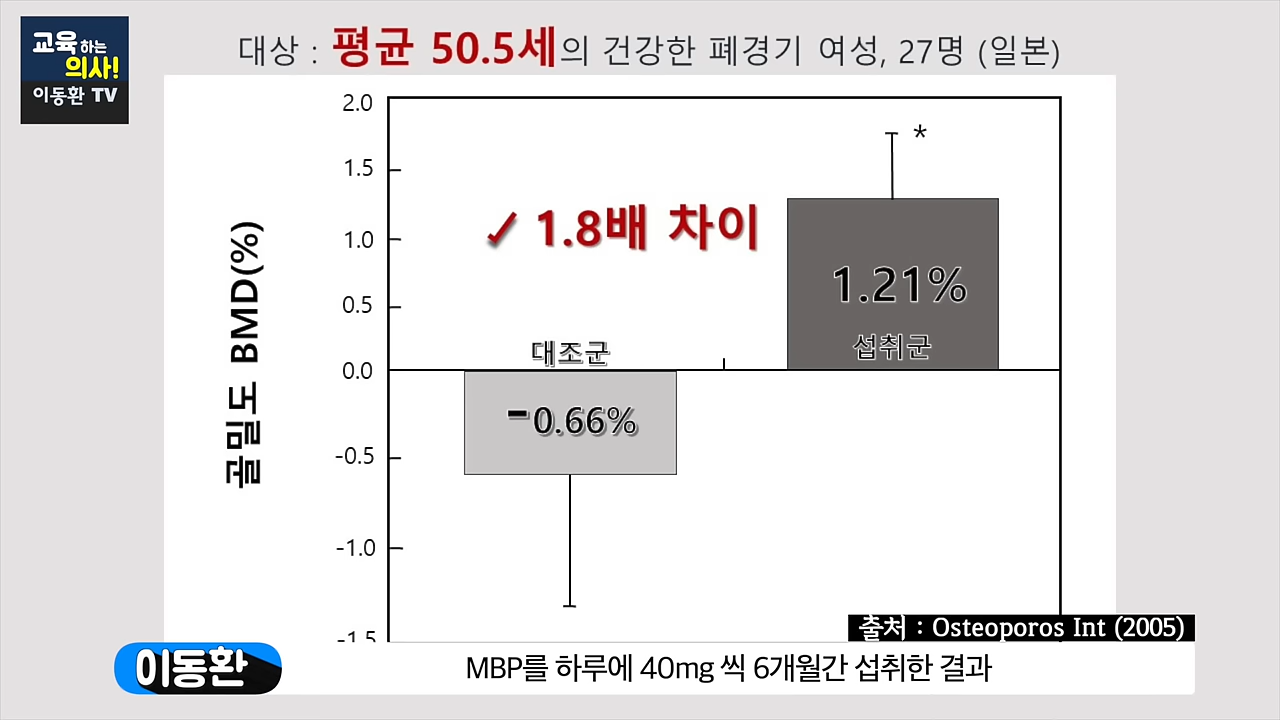 교육하는
의사!
이동환 TV
대상 : 평균 50.5세의 건강한 폐경기 여성, 27명 (일본)
2.0
1.5
1.0
0.5
0.0
-0.5
-1.0
-1.5
골밀도 BMD(%)
✓ 1.8배 차이
*
1.21%
섭취군
대조군
-0.66%
출처 : Osteoporos Int (2005)
이동환
MBP를 하루에 40mg 씩 6개월간 섭취한 결과